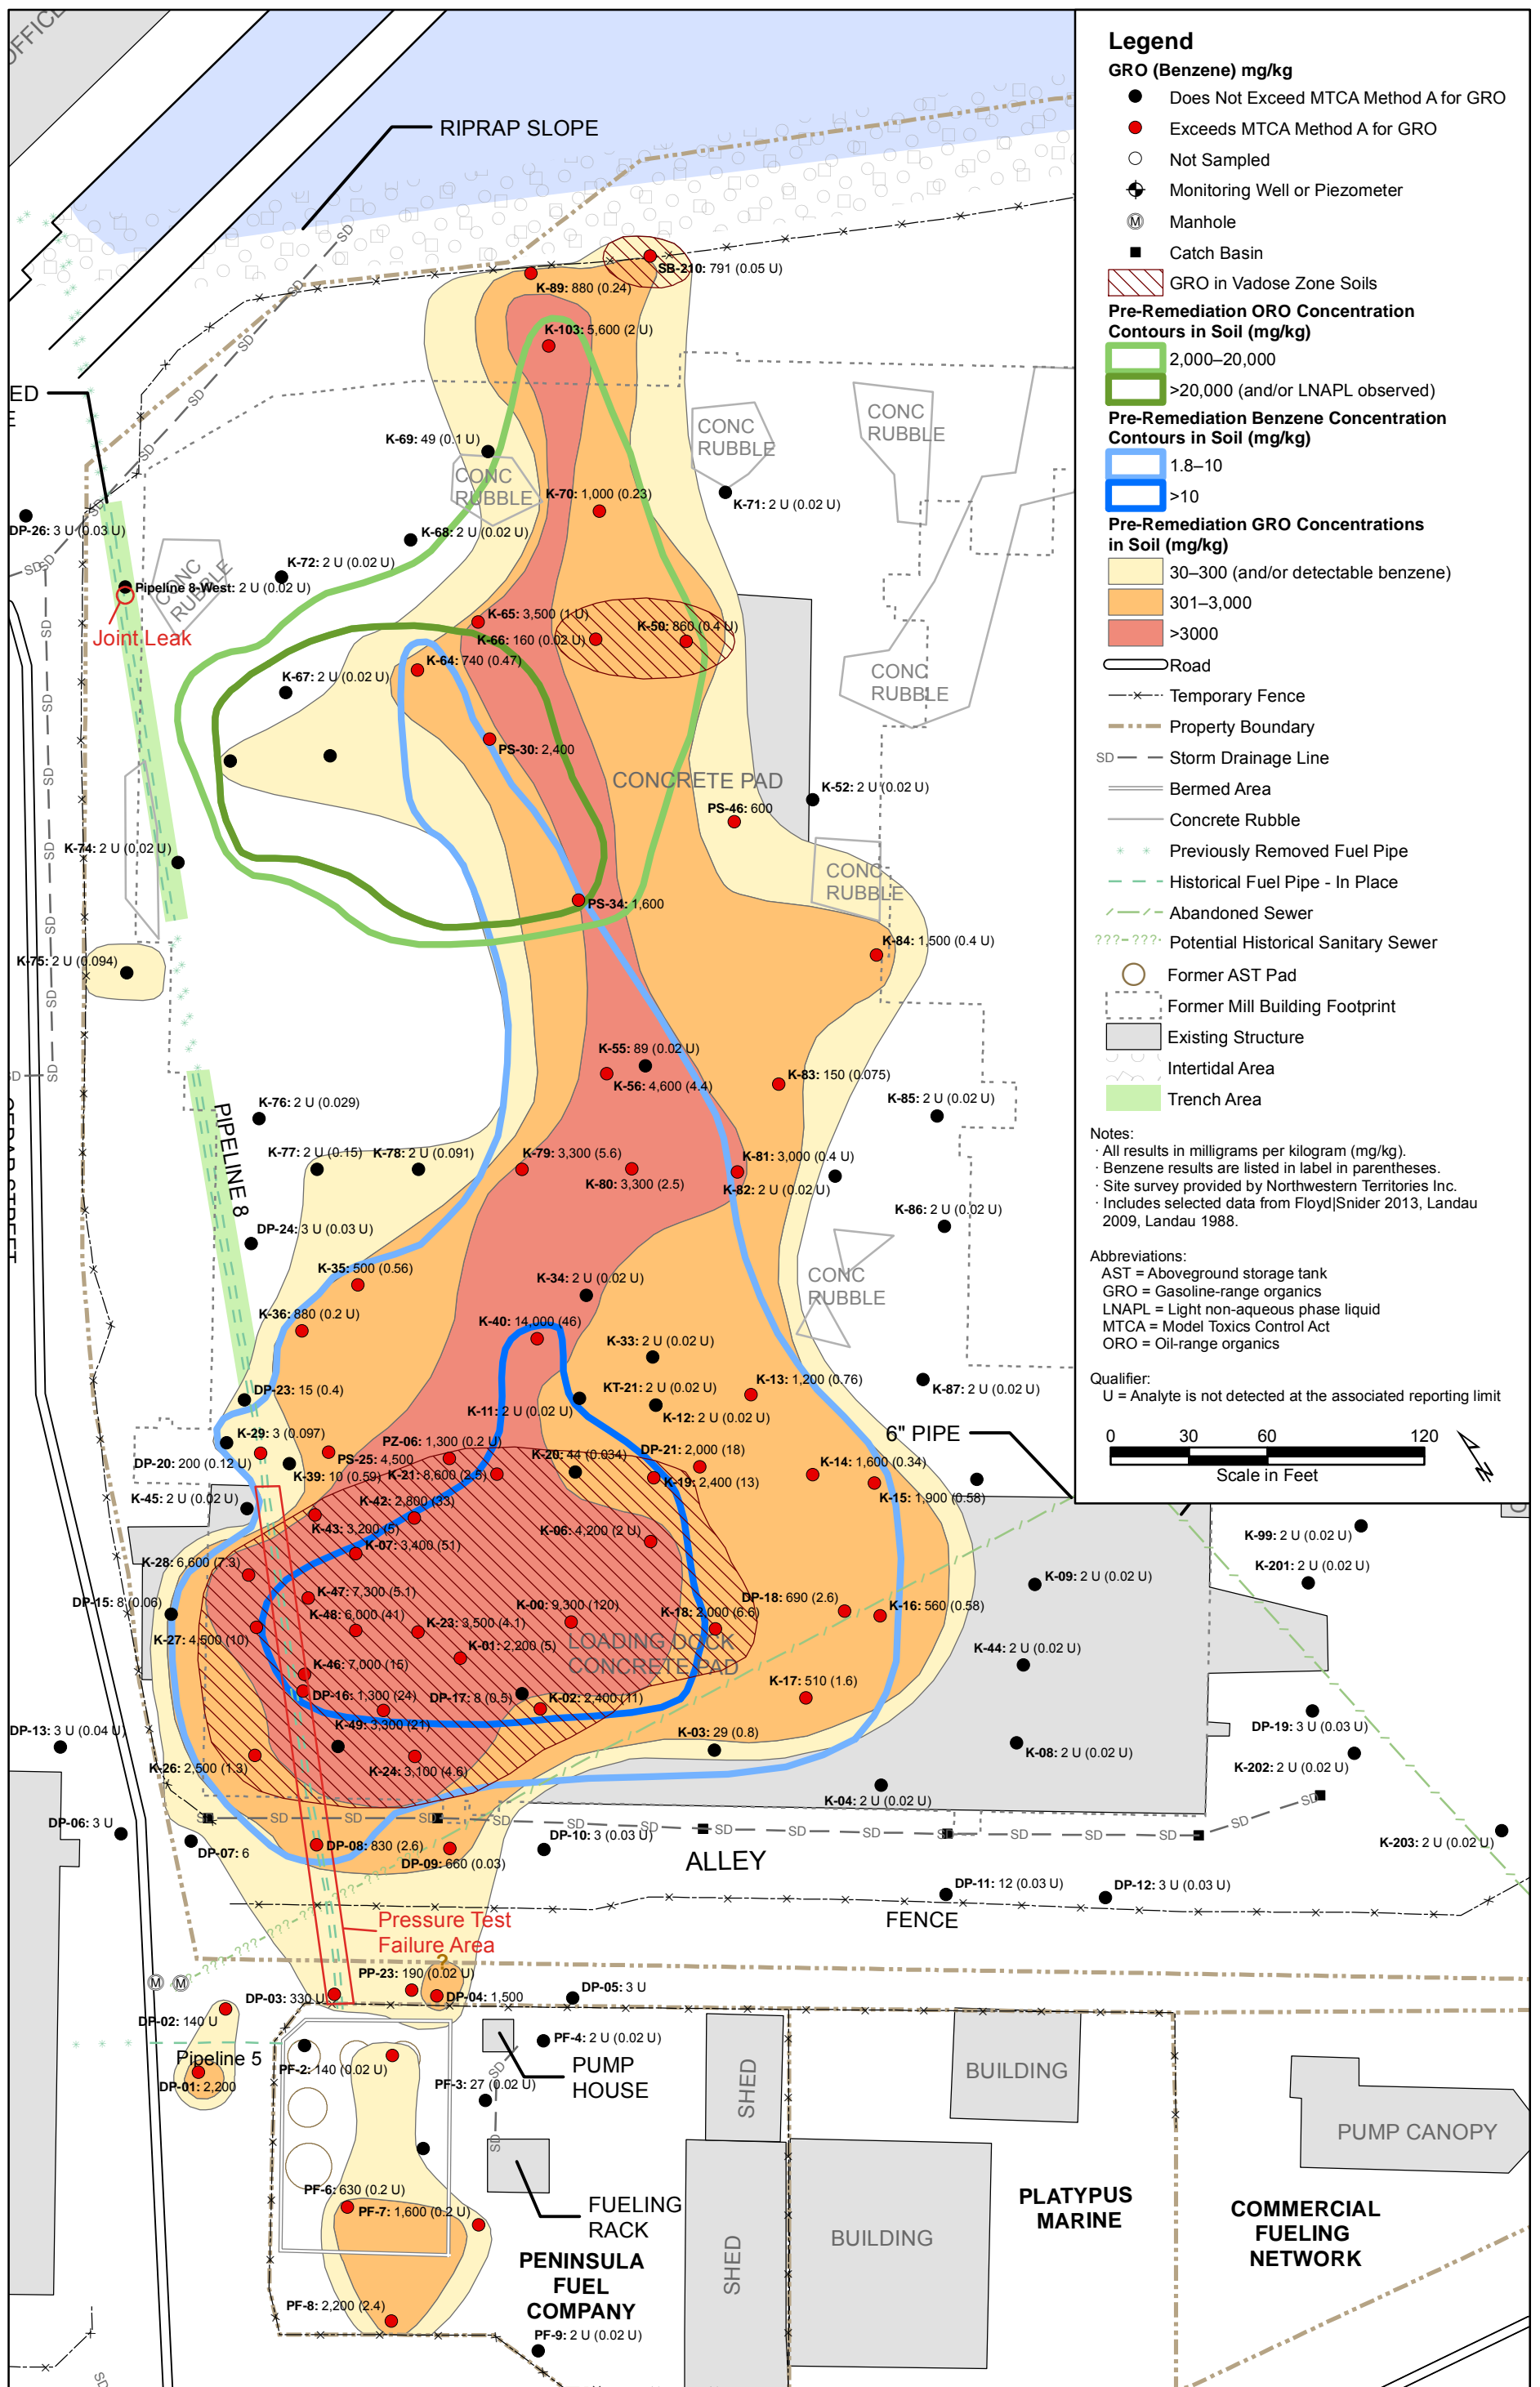 OFFICE
RIPRAP SLOPE
SD
SB-210: 791 (0.05 U)
K-89: 880 (0.24)
K-103: 5,600 (2 U)
ED
E
K-69: 49 (0.1 U)
CONC
RUBBLE
CONC
RUBBLE
CONC
RUBBLE
K-70: 1,000 (0.23)
K-71: 2 U (0.02 U)
DP-26: 3 U (0.03 U)
K-68: 2 U (0.02 U)
K-72: 2 U (0.02 U)
CONC
RUBBLE
Pipeline 8-West: 2 U (0.02 U)
Joint Leak
K-65: 3,500 (1 U)
K-66: 160 (0.02 U)
K-50: 860 (0.4 U)
K-64: 740 (0.47)
K-67: 2 U (0.02 U)
CONC
RUBBLE
PS-30: 2,400
CONCRETE PAD
K-52: 2 U (0.02 U)
PS-46: 600
K-74: 2 U (0.02 U)
CONC
RUBBLE
PS-34: 1,600
K-84: 1,500 (0.4 U)
K-75: 2 U (0.094)
K-55: 89 (0.02 U)
K-56: 4,600 (4.4)
K-83: 150 (0.075)
K-85: 2 U (0.02 U)
K-76: 2 U (0.029)
PIPELINE 8
K-77: 2 U (0.15)
K-78: 2 U (0.091)
K-79: 3,300 (5.6)
K-80: 3,300 (2.5)
K-81: 3,000 (0.4 U)
K-82: 2 U (0.02 U)
K-86: 2 U (0.02 U)
CEDAR STREET
DP-24: 3 U (0.03 U)
K-35: 500 (0.56)
K-34: 2 U (0.02 U)
CONC
RUBBLE
K-36: 880 (0.2 U)
K-40: 14,000 (46)
K-33: 2 U (0.02 U)
K-13: 1,200 (0.76)
K-87: 2 U (0.02 U)
DP-23: 15 (0.4)
KT-21: 2 U (0.02 U)
K-11: 2 U (0.02 U)
K-12: 2 U (0.02 U)
K-29: 3 (0.097)
6" PIPE
PZ-06: 1,300 (0.2 U)
PS-25: 4,500
K-20: 44 (0.034)
DP-21: 2,000 (18)
DP-20: 200 (0.12 U)
K-39: 10 (0.59)
K-21: 8,600 (2.5)
K-19: 2,400 (13)
K-14: 1,600 (0.34)
K-15: 1,900 (0.58)
K-45: 2 U (0.02 U)
K-42: 2,800 (33)
K-43: 3,200 (5)
K-06: 4,200 (2 U)
K-07: 3,400 (51)
K-28: 6,600 (7.3)
K-99: 2 U (0.02 U)
K-201: 2 U (0.02 U)
K-09: 2 U (0.02 U)
K-47: 7,300 (5.1)
DP-15: 8 (0.06)
K-48: 6,000 (41)
K-23: 3,500 (4.1)
K-00: 9,300 (120)
K-18: 2,000 (6.6)
DP-18: 690 (2.6)
K-16: 560 (0.58)
K-27: 4,500 (10)
K-01: 2,200 (5)
LOADING DOCK
CONCRETE PAD
K-44: 2 U (0.02 U)
K-46: 7,000 (15)
K-17: 510 (1.6)
DP-16: 1,300 (24)
DP-17: 8 (0.5)
K-02: 2,400 (11)
K-49: 3,300 (21)
DP-13: 3 U (0.04 U)
K-03: 29 (0.8)
K-08: 2 U (0.02 U)
DP-19: 3 U (0.03 U)
K-202: 2 U (0.02 U)
K-26: 2,500 (1.3)
K-24: 3,100 (4.6)
K-04: 2 U (0.02 U)
DP-06: 3 U
DP-07: 6
DP-08: 830 (2.6)
DP-09: 660 (0.03)
DP-10: 3 (0.03 U)
K-203: 2 U (0.02 U)
ALLEY
DP-11: 12 (0.03 U)
DP-12: 3 U (0.03 U)
FENCE
Pressure Test
Failure Area
?
M M
PP-23: 190 (0.02 U)
DP-03: 330 U
DP-04: 1,500
DP-05: 3 U
DP-02: 140 U
Pipeline 5
DP-01: 2,200
PF-2: 140 (0.02 U)
PF-4: 2 U (0.02 U)
PF-3: 27 (0.02 U)
PUMP
HOUSE
SHED
BUILDING
PUMP CANOPY
PF-6: 630 (0.2 U)
PF-7: 1,600 (0.2 U)
FUELING
RACK
SHED
BUILDING
PLATYPUS
MARINE
COMMERCIAL
FUELING
NETWORK
PENINSULA
FUEL
COMPANY
PF-8: 2,200 (2.4)
PF-9: 2 U (0.02 U)
Legend
GRO (Benzene) mg/kg
Does Not Exceed MTCA Method A for GRO
Exceeds MTCA Method A for GRO
Not Sampled
Monitoring Well or Piezometer
M Manhole
Catch Basin
GRO in Vadose Zone Soils
Pre-Remediation ORO Concentration
Contours in Soil (mg/kg)
2,000–20,000
>20,000 (and/or LNAPL observed)
Pre-Remediation Benzene Concentration
Contours in Soil (mg/kg)
1.8–10
>10
Pre-Remediation GRO Concentrations
in Soil (mg/kg)
30–300 (and/or detectable benzene)
301–3,000
>3000
Road
Temporary Fence
Property Boundary
SD Storm Drainage Line
Bermed Area
Concrete Rubble
Previously Removed Fuel Pipe
Historical Fuel Pipe - In Place
Abandoned Sewer
???-???- Potential Historical Sanitary Sewer
Former AST Pad
Former Mill Building Footprint
Existing Structure
Intertidal Area
Trench Area
Notes:
· All results in milligrams per kilogram (mg/kg).
· Benzene results are listed in label in parentheses.
· Site survey provided by Northwestern Territories Inc.
· Includes selected data from Floyd|Snider 2013, Landau
2009, Landau 1988.
Abbreviations:
AST = Aboveground storage tank
GRO = Gasoline-range organics
LNAPL = Light non-aqueous phase liquid
MTCA = Model Toxics Control Act
ORO = Oil-range organics
Qualifier:
U = Analyte is not detected at the associated reporting limit
0 30 60 120
Scale in Feet
N